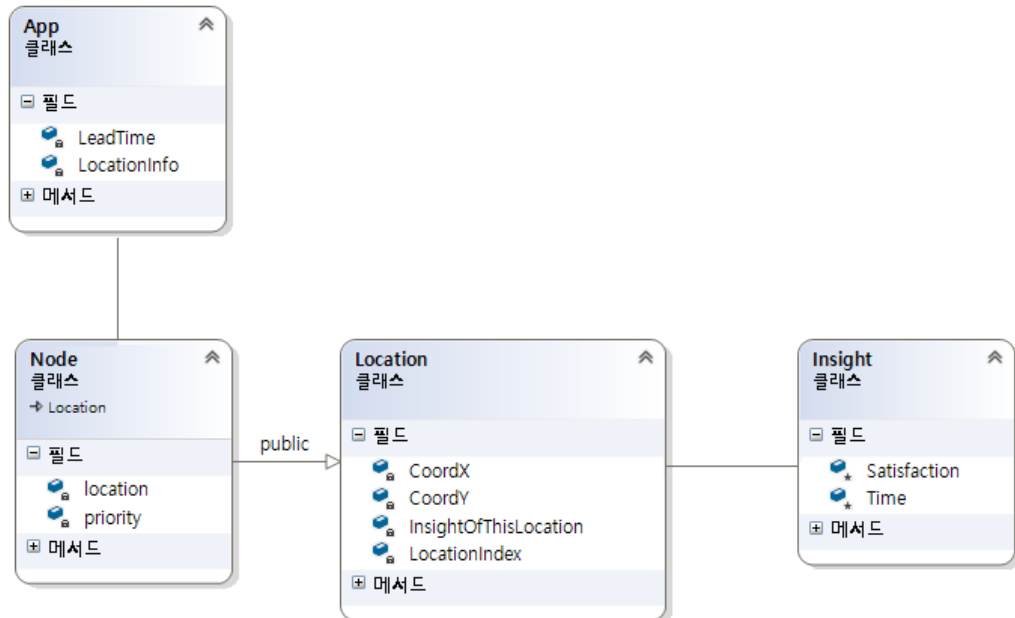 App
클래스
필드
LeadTime
LocationInfo
메서드
Node
클래스
Location
필드
location
priority
메서드
public
Location
클래스
필드
CoordX
CoordY
InsightOfThisLocation
LocationIndex
메서드
Insight
클래스
필드
Satisfaction
Time
메서드